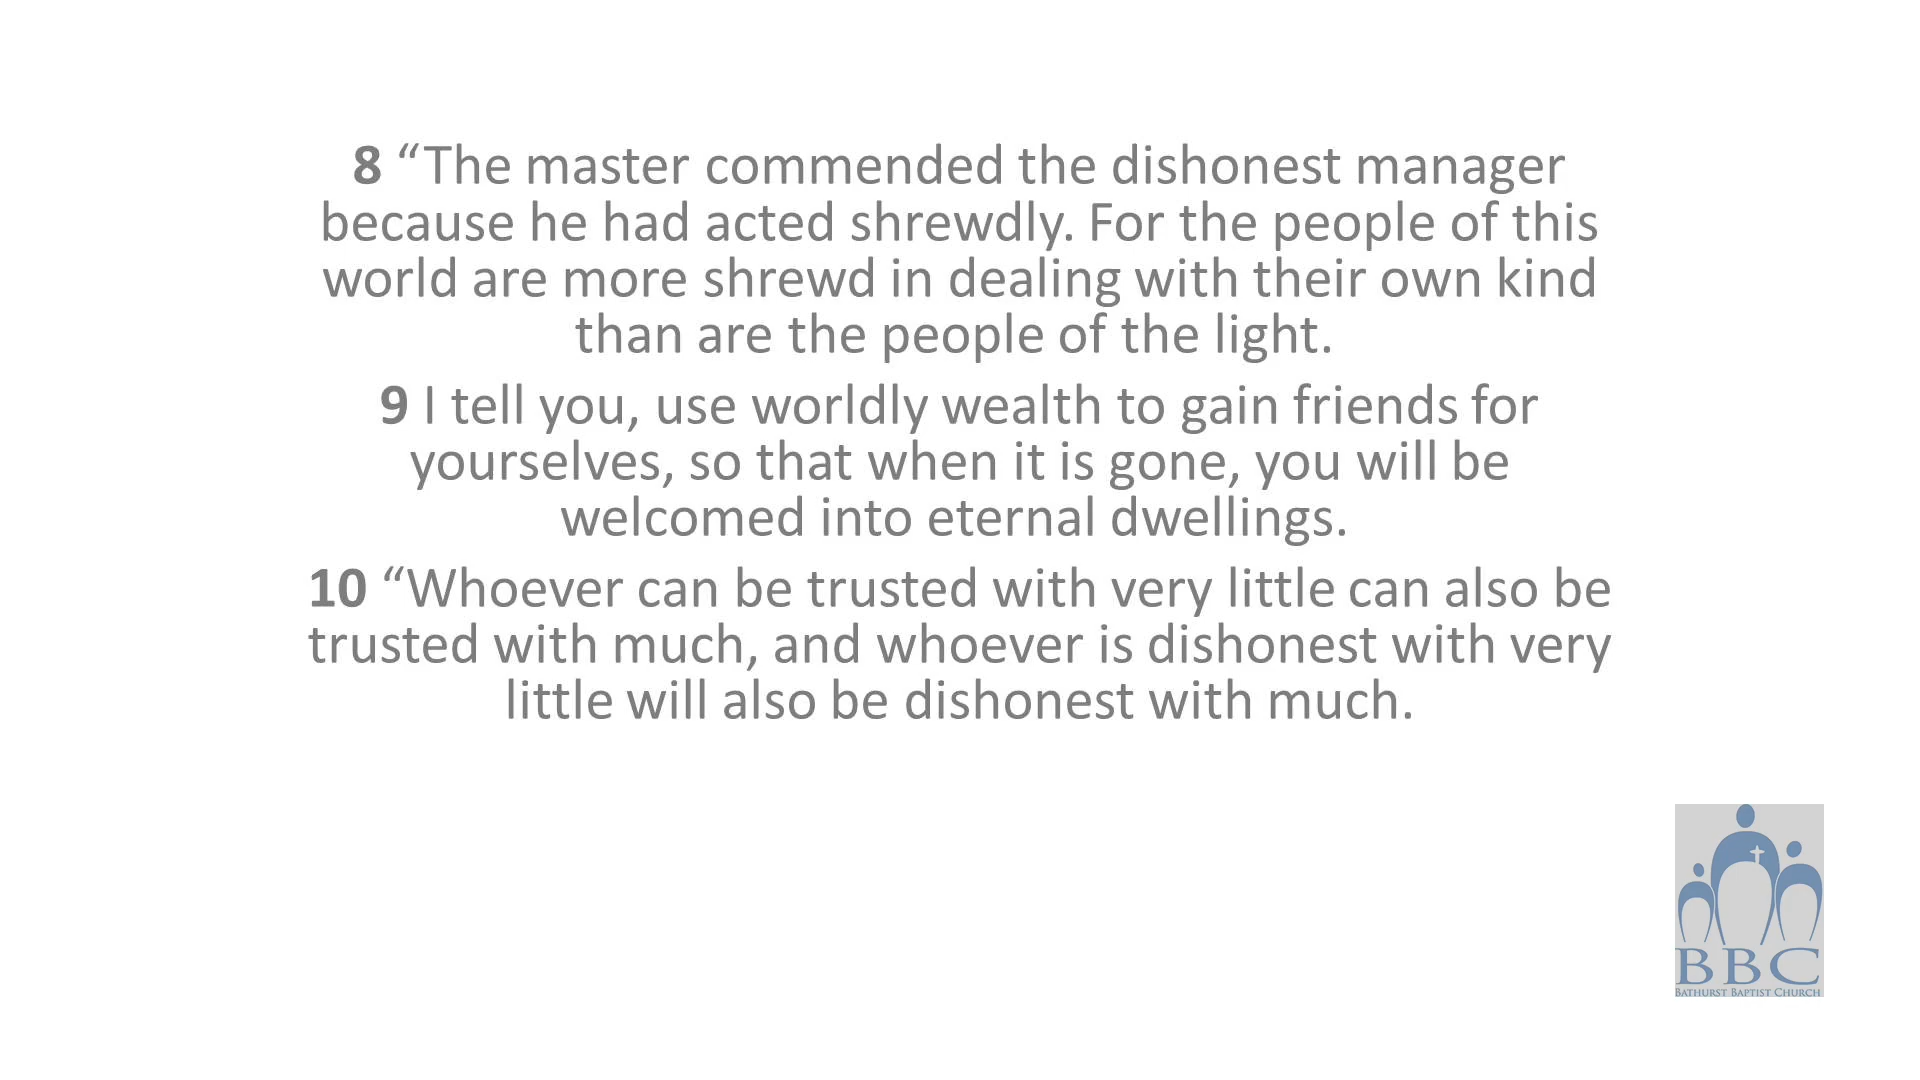 8 “The master commended the dishonest manager
because he had acted shrewdly. For the people of this
world are more shrewd in dealing with their own kind
than are the people of the light.
9 I tell you, use worldly wealth to gain friends for
yourselves, so that when it is gone, you will be
welcomed into eternal dwellings.
10 “Whoever can be trusted with very little can also be
trusted with much, and whoever is dishonest with very
little will also be dishonest with much.
BBC
BATHURST BAPTIST CHURCH